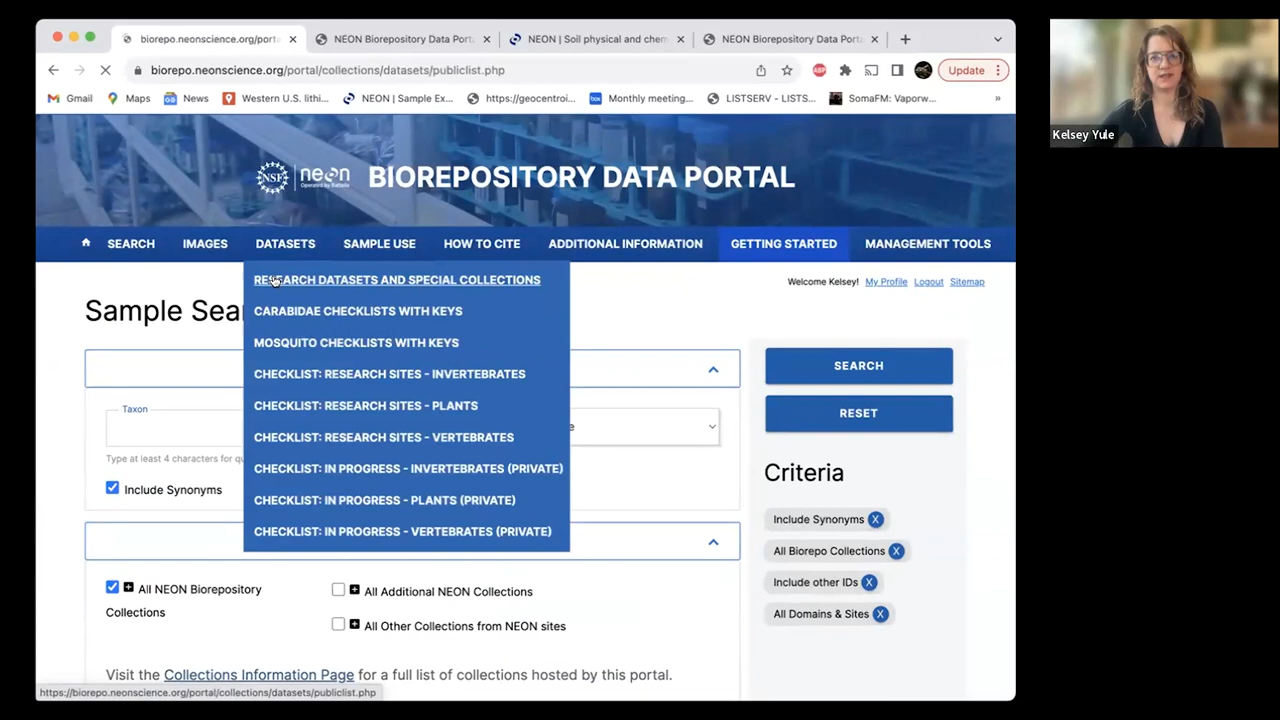 biorepo.neonscience.org/porta
NEON Biorepository Data Port
NEON | Soil physical and chem
NEON Biorepository Data Port
biorepo.neonscience.org/portal/collections/datasets/publiclist.php
Update
Gmail
Maps
News
Western U.S. lithi...
NEON | Sample Ex...
https://geocentroi...
Monthly meeting...
LISTSERV - LISTS...
SomaFM: Vaporw...
»
Kelsey Yule
NSF
neon
Operated by Battelle
BIOREPOSITORY DATA PORTAL
SEARCH
IMAGES
DATASETS
SAMPLE USE
HOW TO CITE
ADDITIONAL INFORMATION
GETTING STARTED
MANAGEMENT TOOLS
RESEARCH DATASETS AND SPECIAL COLLECTIONS
CARABIDAE CHECKLISTS WITH KEYS
MOSQUITO CHECKLISTS WITH KEYS
CHECKLIST: RESEARCH SITES - INVERTEBRATES
CHECKLIST: RESEARCH SITES - PLANTS
CHECKLIST: RESEARCH SITES - VERTEBRATES
CHECKLIST: IN PROGRESS - INVERTEBRATES (PRIVATE)
CHECKLIST: IN PROGRESS - PLANTS (PRIVATE)
CHECKLIST: IN PROGRESS - VERTEBRATES (PRIVATE)
Welcome Kelsey! My Profile Logout Sitemap
Sample Sea
Taxon
Type at least 4 characters for qu
Include Synonyms
e
SEARCH
RESET
Criteria
Include Synonyms X
All Biorepo Collections X
Include other IDs X
All Domains & Sites X
All NEON Biorepository
Collections
All Additional NEON Collections
All Other Collections from NEON sites
Visit the Collections Information Page for a full list of collections hosted by this portal.
https://biorepo.neonscience.org/portal/collections/datasets/publiclist.php